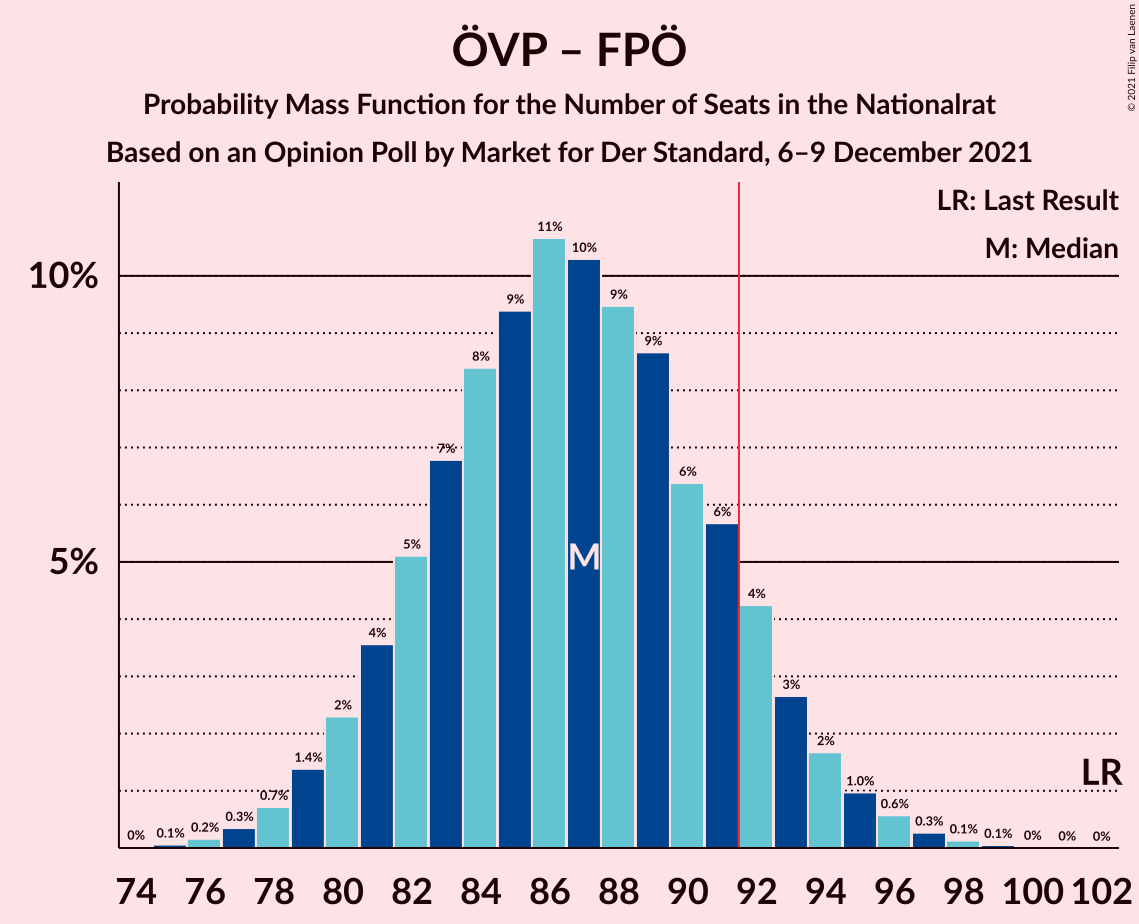 ÖVP – FPÖ
Probability Mass Function for the Number of Seats in the Nationalrat
Based on an Opinion Poll by Market for Der Standard, 6–9 December 2021
© 2021 Filip van Laenen
LR: Last Result
M: Median
10%
5%
0% 0.1% 0.2% 0.3% 0.7% 1.4% 2% 4% 5% 7% 8% 9% 11% 10% 9% 9% 6% 6% 4% 3% 2% 1.0% 0.6% 0.3% 0.1% 0.1% 0% 0% 0%
M
LR
74 76 78 80 82 84 86 88 90 92 94 96 98 100 102